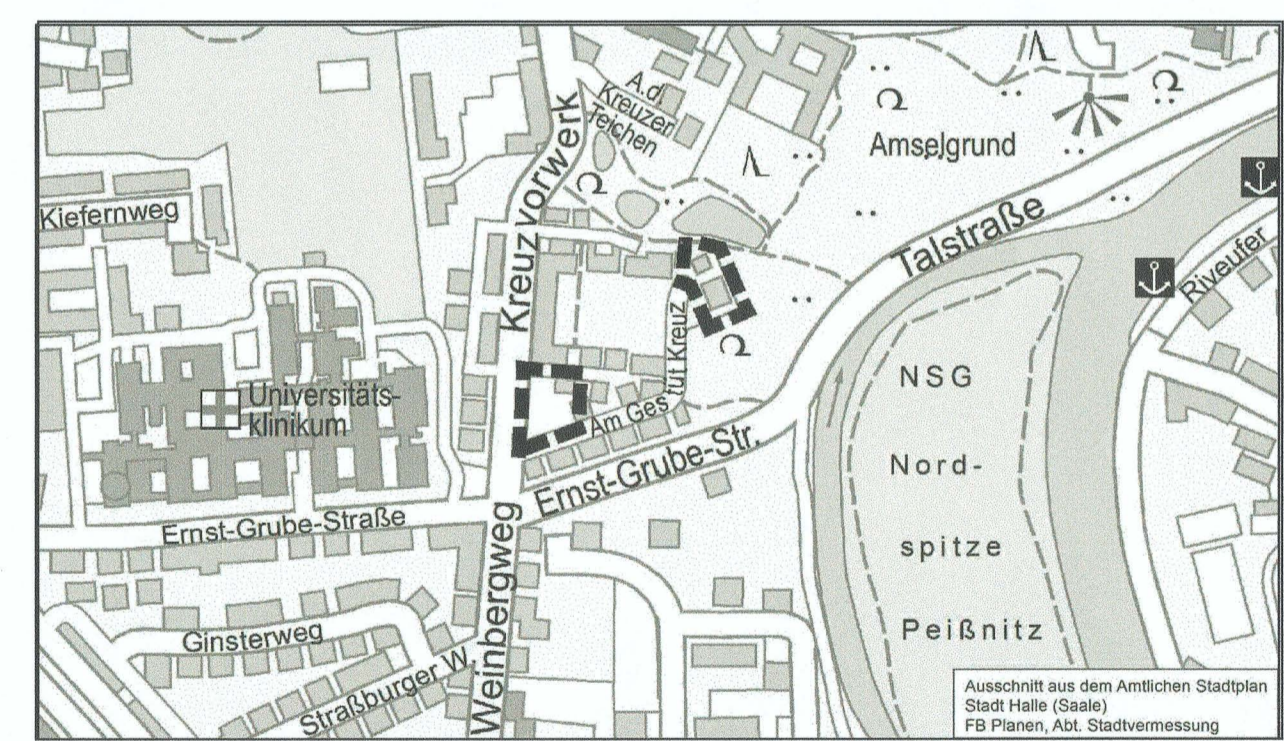 A.d.
Kreuzer
Teichen
Kreuzvorwerk
Amselgrund
Kiefernweg
Talstraße
Riveufer
Universitäts-
klinikum
Am Gestüt Kreuz
NSG
Nord-
spitze
Peißnitz
Ernst-Grube-Str.
Ernst-Grube-Straße
Weinbergweg
Ginsterweg
Straßburger W.
Ausschnitt aus dem Amtlichen Stadtplan
Stadt Halle (Saale)
FB Planen, Abt. Stadtvermessung